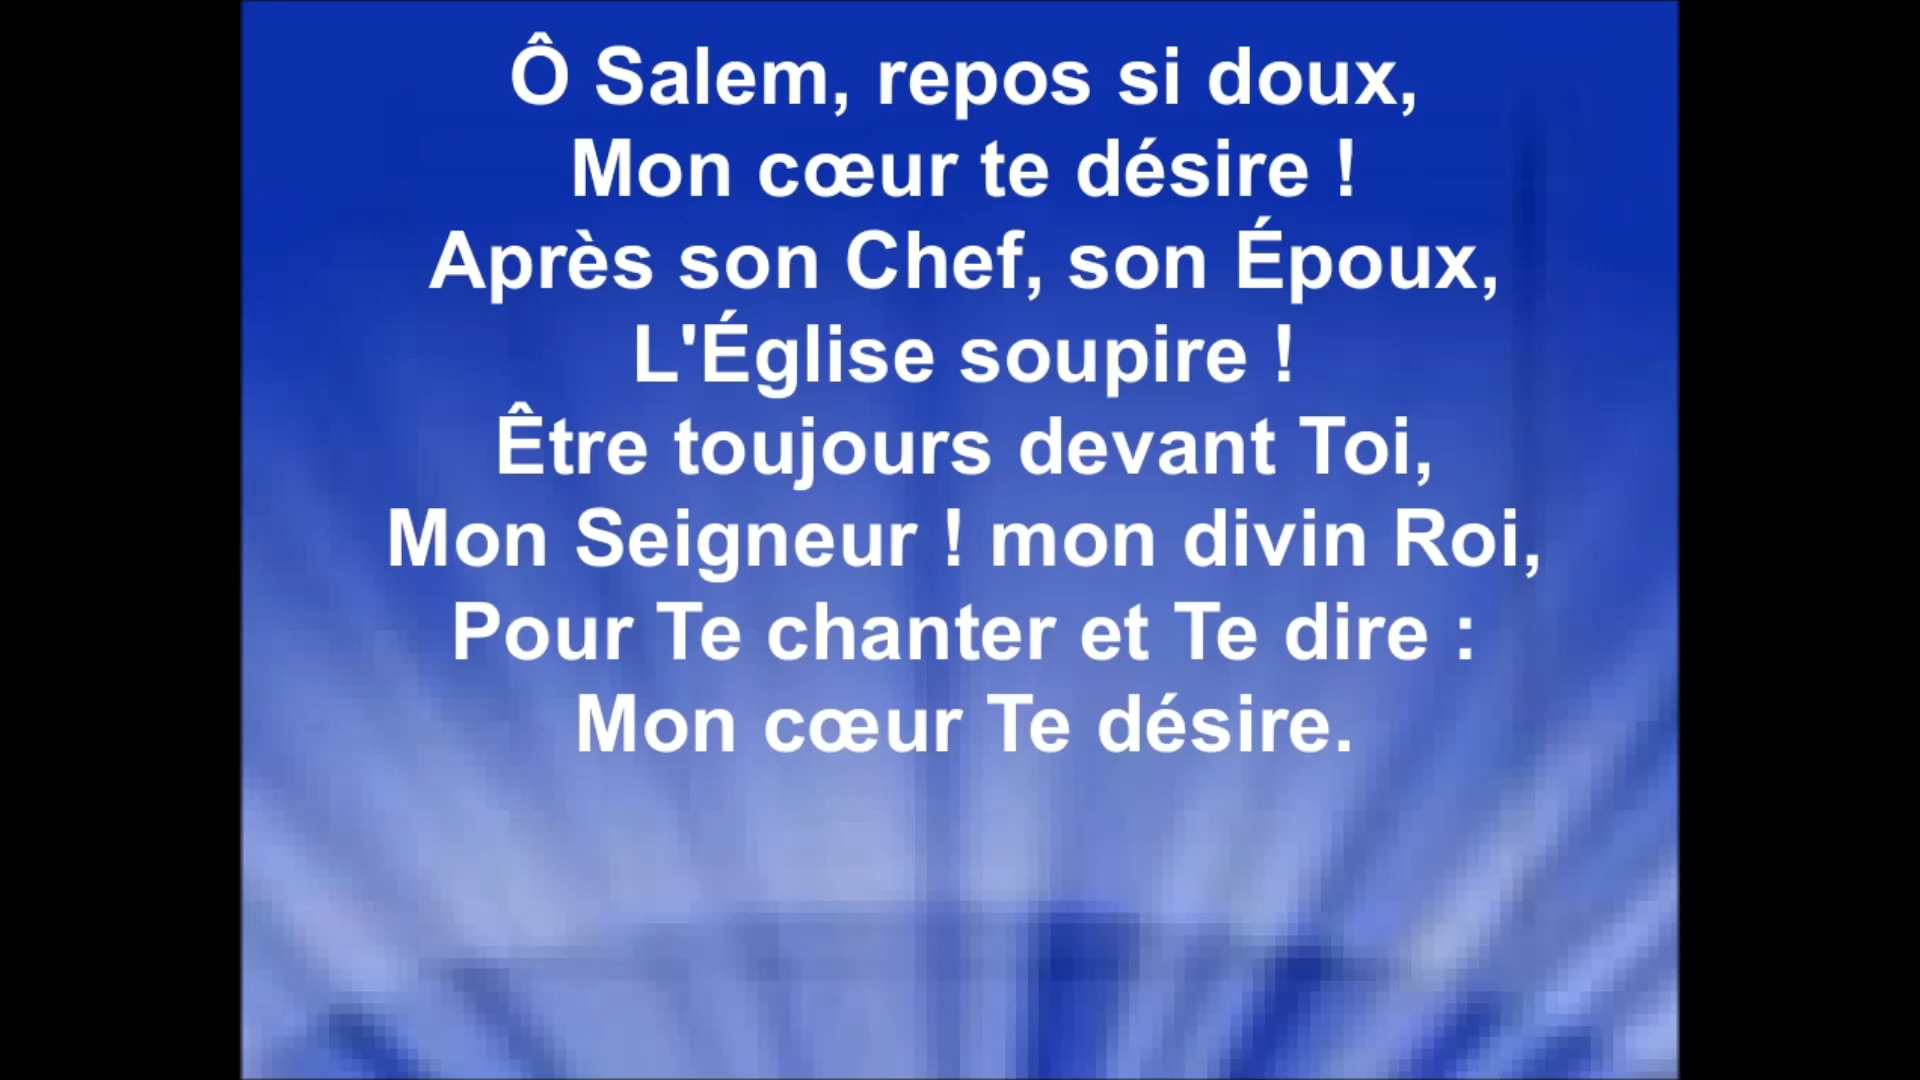 Ô Salem, repos si doux,
Mon cœur te désire !
Après son Chef, son Époux,
L'Église soupire !
Être toujours devant Toi,
Mon Seigneur ! mon divin Roi,
Pour Te chanter et Te dire :
Mon cœur Te désire.